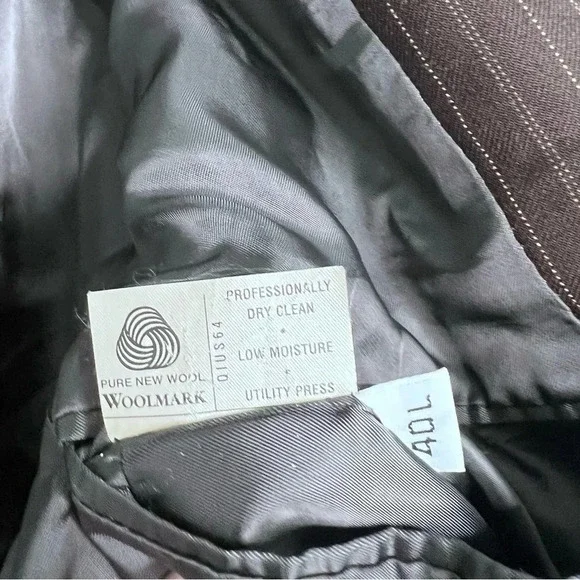 PURE NEW WOOL
WOOLMARK
QIUS64
PROFESSIONALLY
DRY CLEAN
+
LOW MOISTURE
+
UTILITY PRESS
40L